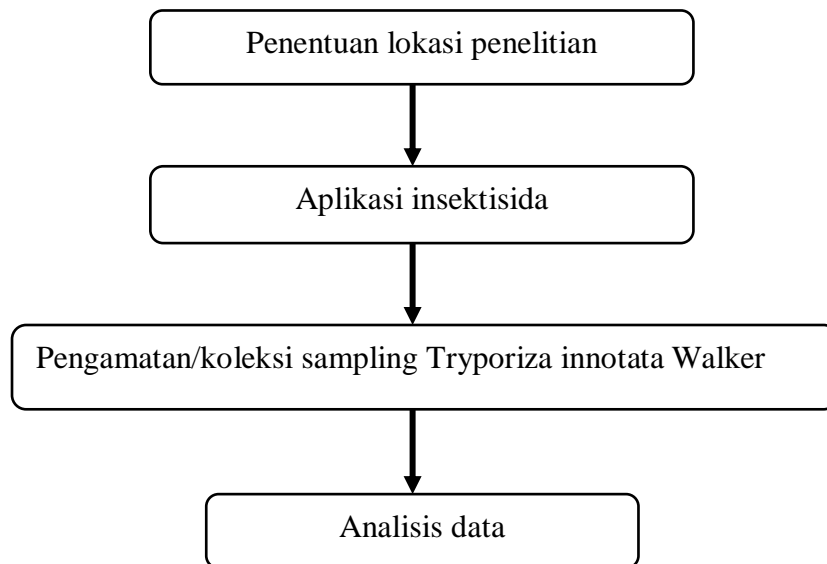 Penentuan lokasi penelitian
Aplikasi insektisida
Pengamatan/koleksi sampling Tryporiza innotata Walker
Analisis data